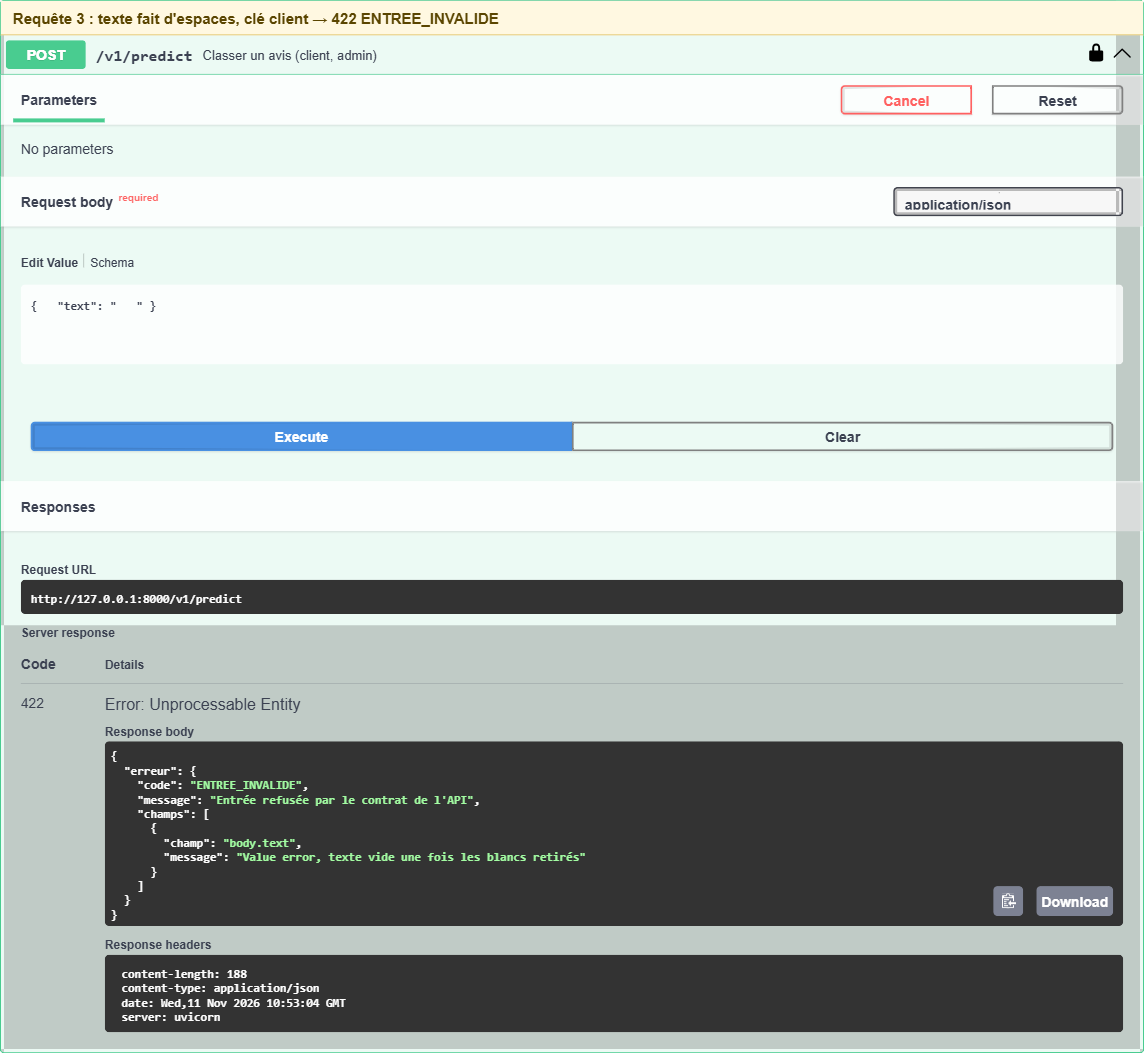 Requête 3 : texte fait d'espaces, clé client → 422 ENTREE_INVALIDE
POST /v1/predict Classer un avis (client, admin)
Parameters Cancel Reset
No parameters
Request body required application/json
Edit Value Schema
{   "text": "   " }
Execute Clear
Responses
Request URL
http://127.0.0.1:8000/v1/predict
Server response
Code Details
422 Error: Unprocessable Entity
Response body
{
  "erreur": {
    "code": "ENTREE_INVALIDE",
    "message": "Entrée refusée par le contrat de l'API",
    "champs": [
      {
        "champ": "body.text",
        "message": "Value error, texte vide une fois les blancs retirés"
      }
    ]
  }
}
Download
Response headers
content-length: 188
content-type: application/json
date: Wed,11 Nov 2026 10:53:04 GMT
server: uvicorn